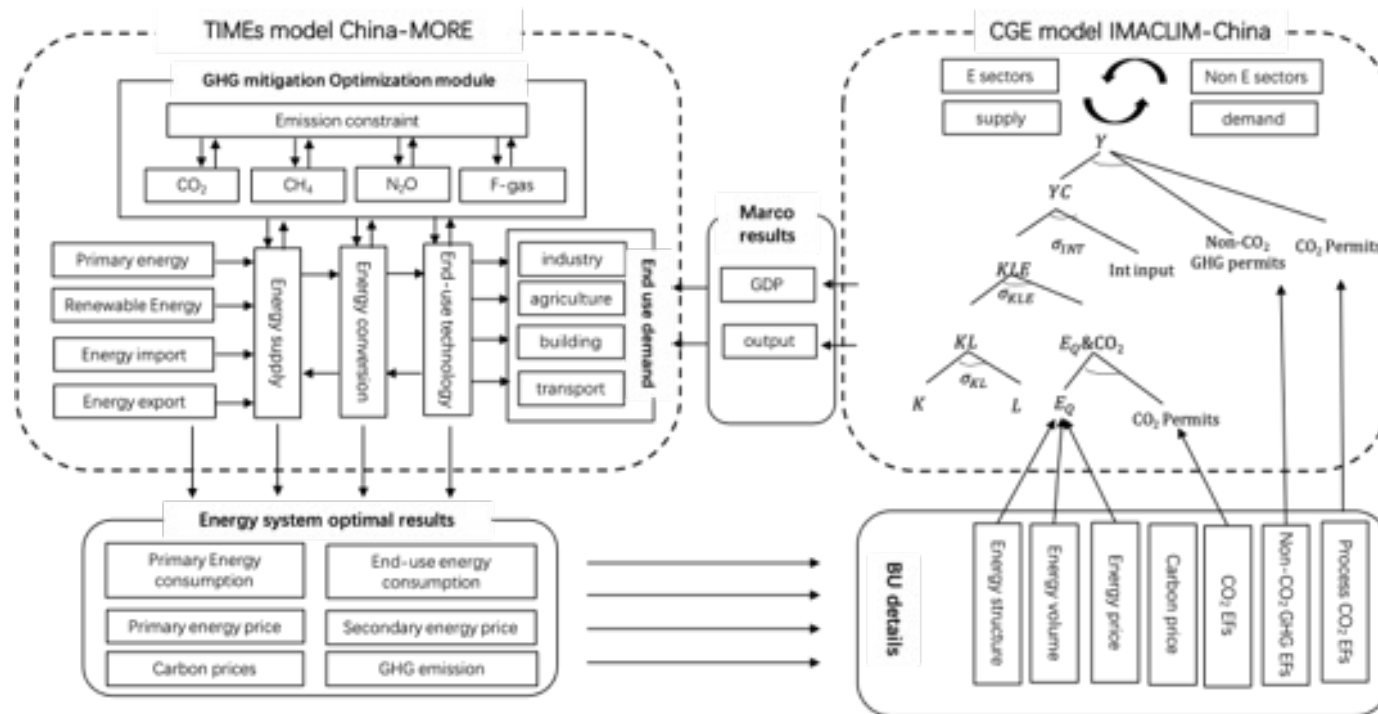 TIMEs model China-MORE
GHG mitigation Optimization module
Emission constraint
CO₂
CH₄
N₂O
F-gas
Primary energy
Renewable Energy
Energy import
Energy export
Energy supply
Energy conversion
End-use technology
industry
agriculture
building
transport
End use demand
Marco
results
GDP
output
CGE model IMACLIM-China
E sectors
Non E sectors
supply
demand
Y
YC
σ_INT
Non-CO₂
GHG permits
CO₂ Permits
KLE
Int input
σ_KLE
KL
E_Q&CO₂
σ_KL
K
L
E_Q
CO₂ Permits
Energy system optimal results
Primary Energy
consumption
End-use energy
consumption
Primary energy price
Secondary energy price
Carbon prices
GHG emission
BU details
Energy structure
Energy volume
Energy price
Carbon price
CO₂ EFs
Non-CO₂ GHG EFs
Process CO₂ EFs